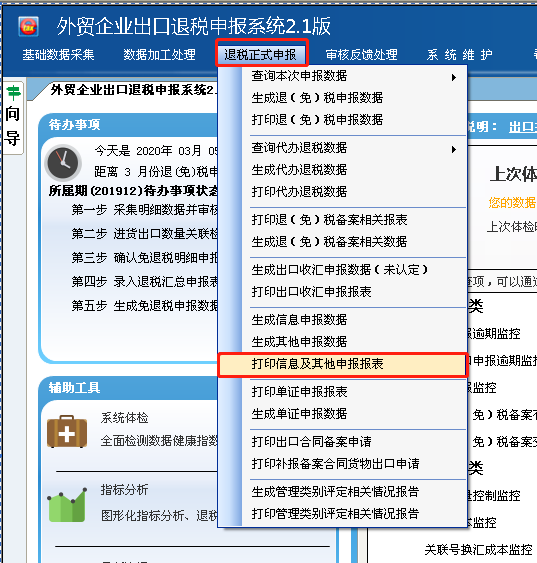 外贸企业出口退税申报系统2.1版
基础数据采集 数据加工处理 退税正式申报 审核反馈处理 系 统 维 护
向导
外贸企业出口退税申报系统2.
待办事项
今天是 2020年 03月 05
距离 3 月份退(免)税申
所属期(201912)待办事项状态
第一步 采集明细数据并审核
第二步 进货出口数量关联检
第三步 确认免退税明细申报
第四步 录入退税汇总申报表
第五步 生成免退税申报数据
辅助工具
系统体检
全面检测数据健康指数
指标分析
图形化指标分析、退税
查询本次申报数据
生成退(免)税申报数据
打印退(免)税申报数据
查询代办退税数据
生成代办退税数据
打印代办退税数据
打印退(免)税备案相关报表
生成退(免)税备案相关数据
生成出口收汇申报数据(未认定)
打印出口收汇申报报表
生成信息申报数据
生成其他申报数据
打印信息及其他申报报表
打印单证申报报表
生成单证申报数据
打印出口合同备案申请
打印补报备案合同货物出口申请
生成管理类别评定相关情况报告
打印管理类别评定相关情况报告
说明: 出口
上次体
您的数据
上次体检
查项,可以通过
类
报逾期监控
申报逾期监控
报监控
免)税备案
免)税备案变
类
量控制监控
本监控
关联号换汇成本监控